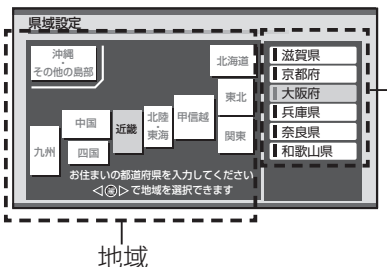 県域設定
沖縄
・
その他の島部
北海道
東北
甲信越
北陸
・
東海
関東
近畿
中国
四国
九州
お住まいの都道府県を入力してください
◁㊍▷で地域を選択できます
滋賀県
京都府
大阪府
兵庫県
奈良県
和歌山県
地域